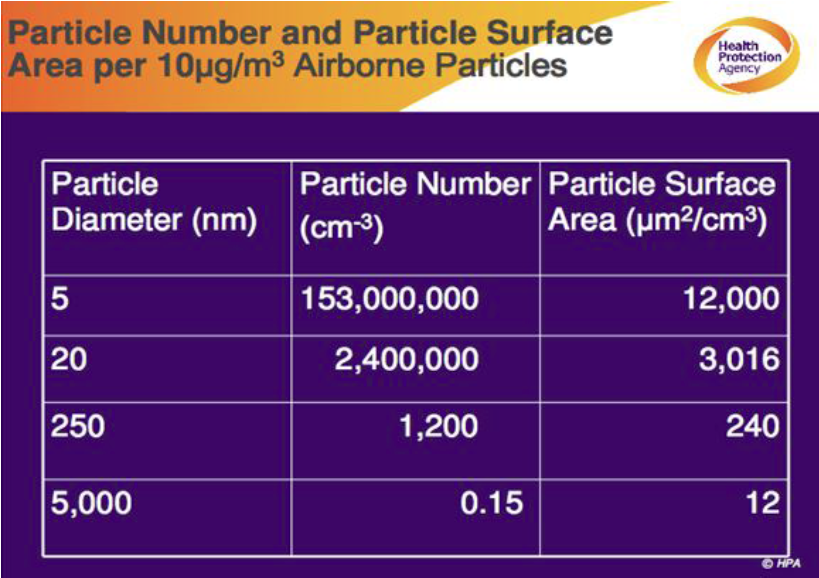 Particle Number and Particle Surface
Area per 10µg/m³ Airborne Particles
Health
Protection
Agency
Particle
Diameter (nm)
Particle Number
(cm⁻³)
Particle Surface
Area (µm²/cm³)
5 153,000,000 12,000
20 2,400,000 3,016
250 1,200 240
5,000 0.15 12
© HPA